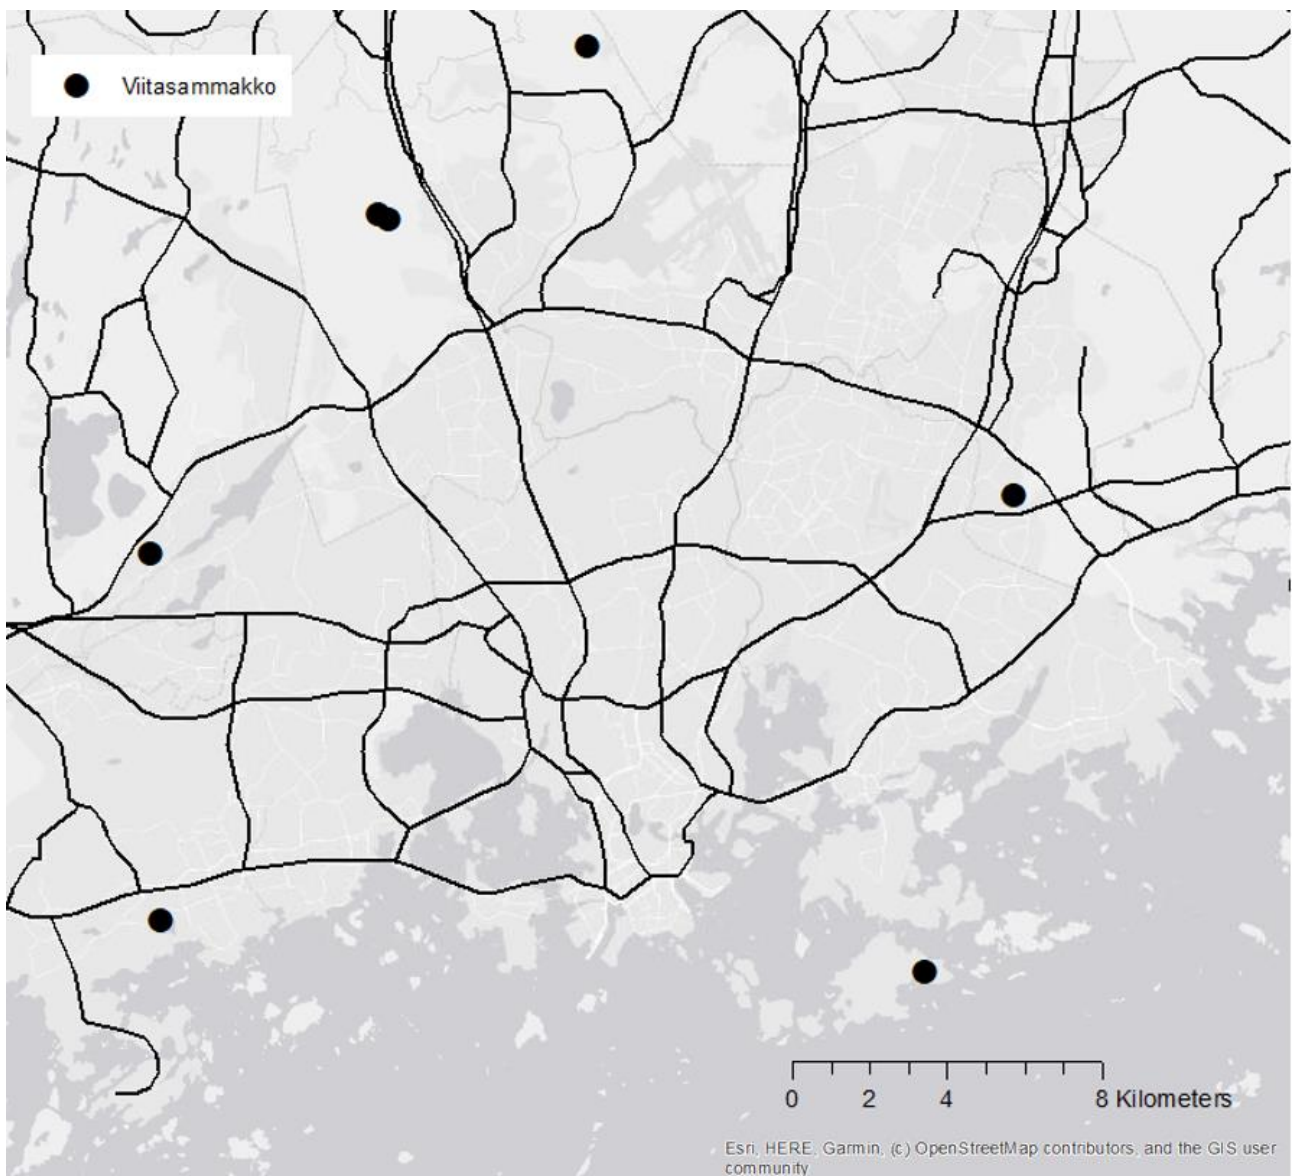 Viitasammakko
0 2 4 8 Kilometers
Esri, HERE, Garmin, (c) OpenStreetMap contributors, and the GIS user
community